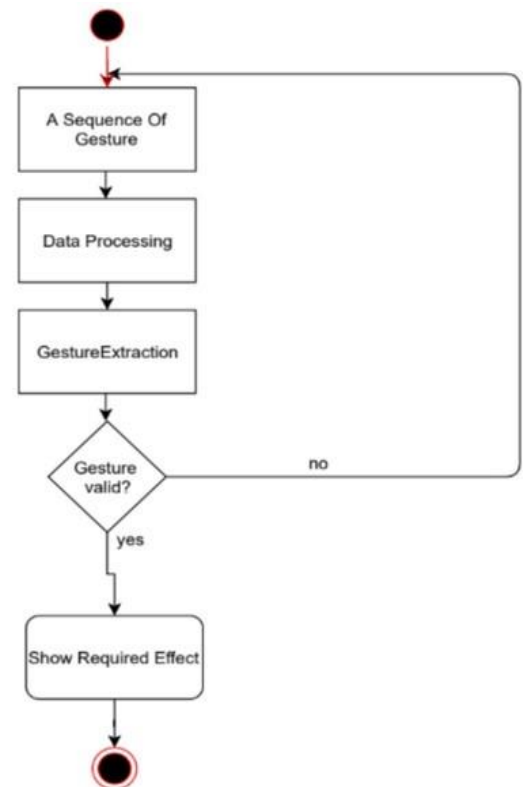 A Sequence Of
Gesture
Data Processing
GestureExtraction
Gesture
valid?
no
yes
Show Required Effect